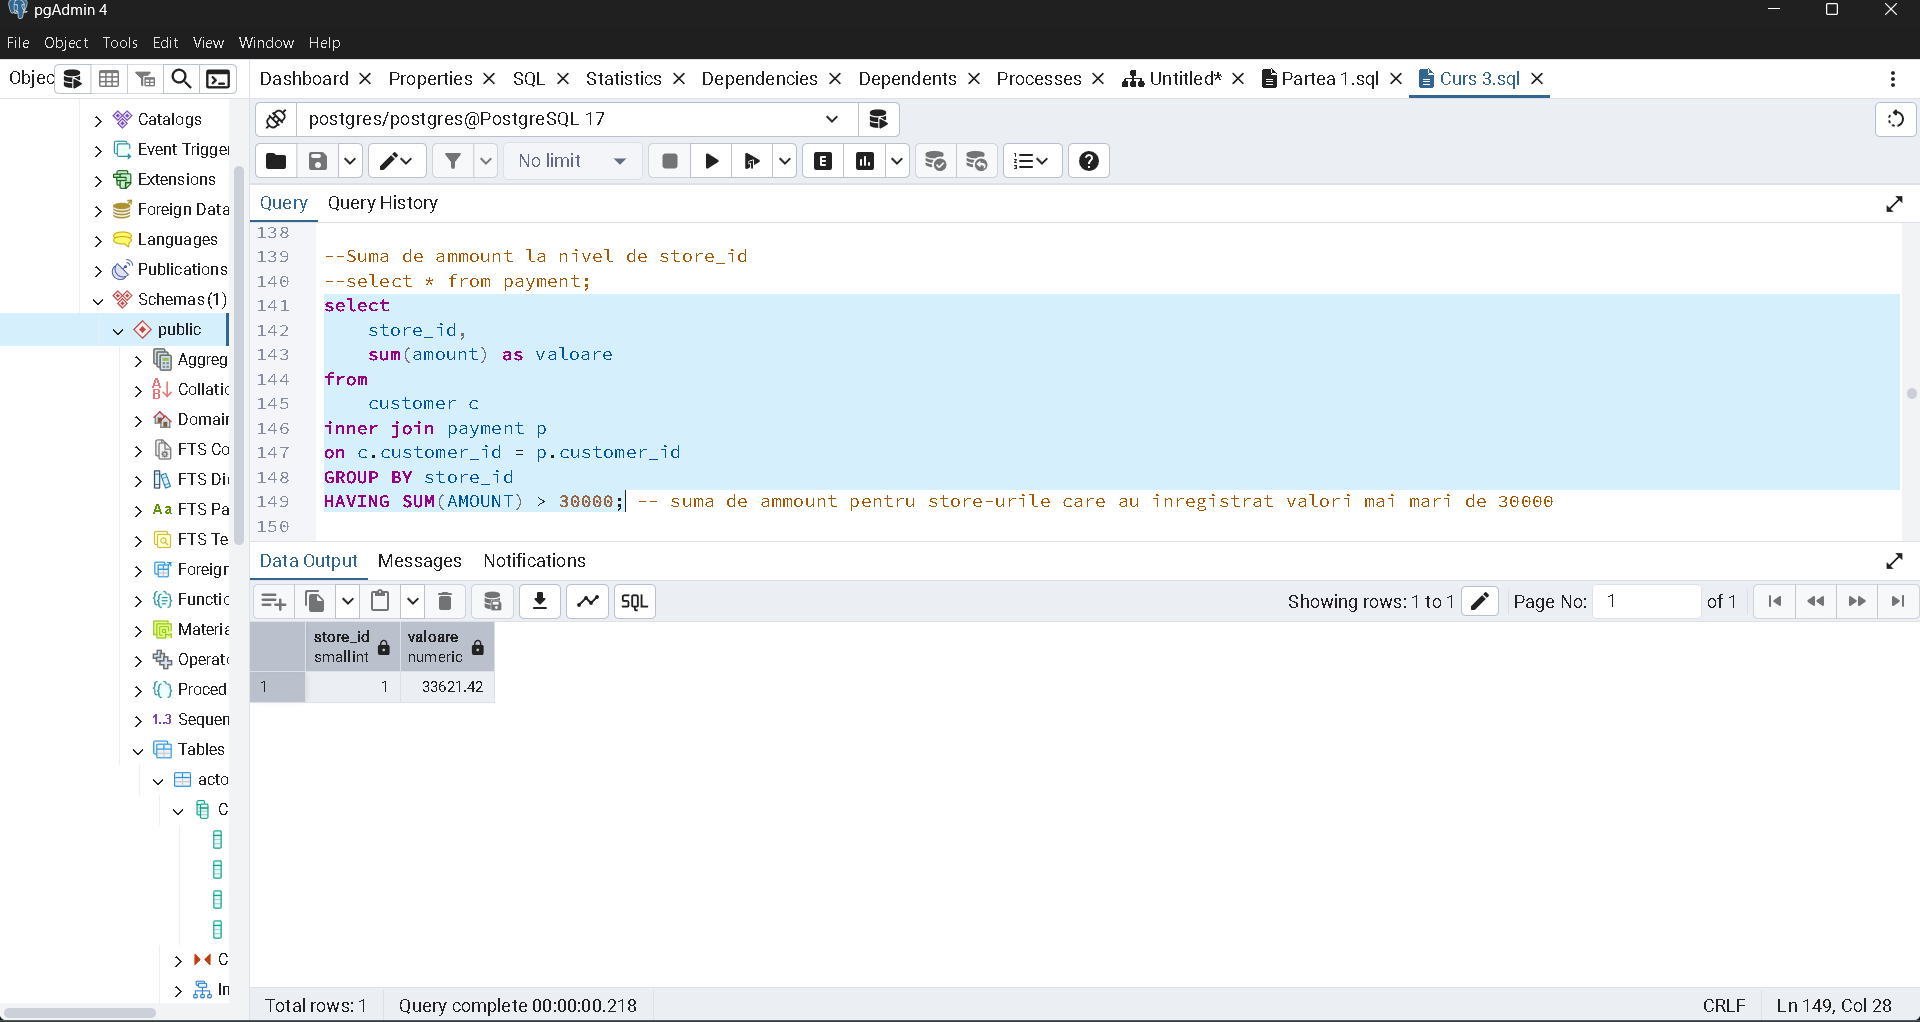 pgAdmin 4
File Object Tools Edit View Window Help
Objec
Dashboard Properties SQL Statistics Dependencies Dependents Processes Untitled* Partea 1.sql Curs 3.sql
Catalogs
Event Trigge
Extensions
Foreign Data
Languages
Publications
Schemas (1)
public
Aggreg
Collatio
Domair
FTS Co
FTS Di
Aa FTS Pa
FTS Te
Foreigr
Functio
Materia
Operato
Proced
1..3 Sequen
Tables
acto
C
C
In
postgres/postgres@PostgreSQL 17
No limit
E
Query Query History
138
139 --Suma de ammount la nivel de store_id
140 --select * from payment;
141 select
142 store_id,
143 sum(amount) as valoare
144 from
145 customer c
146 inner join payment p
147 on c.customer_id = p.customer_id
148 GROUP BY store_id
149 HAVING SUM(AMOUNT) > 30000; -- suma de ammount pentru store-urile care au inregistrat valori mai mari de 30000
150
Data Output Messages Notifications
SQL Showing rows: 1 to 1 Page No: 1 of 1
store_id valoare
smallint numeric
1 1 33621.42
Total rows: 1 Query complete 00:00:00.218 CRLF Ln 149, Col 28